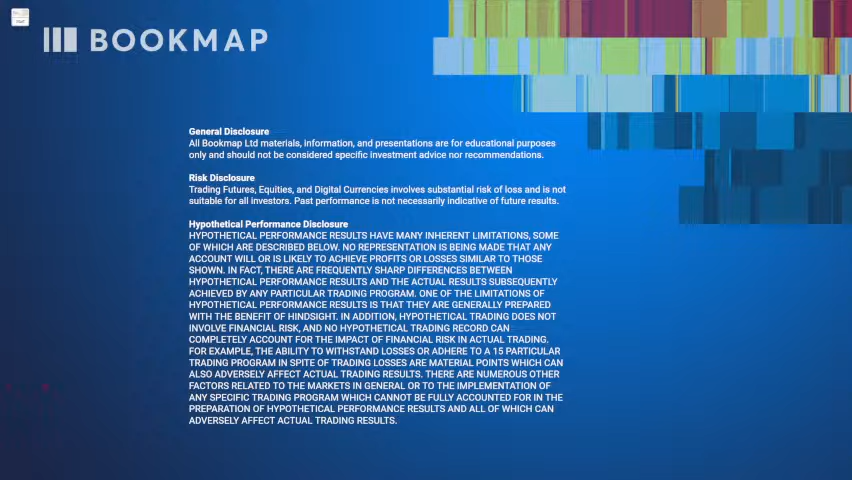 BOOKMAP
General Disclosure
All Bookmap Ltd materials, information, and presentations are for educational purposes
only and should not be considered specific investment advice nor recommendations.
Risk Disclosure
Trading Futures, Equities, and Digital Currencies involves substantial risk of loss and is not
suitable for all investors. Past performance is not necessarily indicative of future results.
Hypothetical Performance Disclosure
HYPOTHETICAL PERFORMANCE RESULTS HAVE MANY INHERENT LIMITATIONS, SOME
OF WHICH ARE DESCRIBED BELOW. NO REPRESENTATION IS BEING MADE THAT ANY
ACCOUNT WILL OR IS LIKELY TO ACHIEVE PROFITS OR LOSSES SIMILAR TO THOSE
SHOWN. IN FACT, THERE ARE FREQUENTLY SHARP DIFFERENCES BETWEEN
HYPOTHETICAL PERFORMANCE RESULTS AND THE ACTUAL RESULTS SUBSEQUENTLY
ACHIEVED BY ANY PARTICULAR TRADING PROGRAM. ONE OF THE LIMITATIONS OF
HYPOTHETICAL PERFORMANCE RESULTS IS THAT THEY ARE GENERALLY PREPARED
WITH THE BENEFIT OF HINDSIGHT. IN ADDITION, HYPOTHETICAL TRADING DOES NOT
INVOLVE FINANCIAL RISK, AND NO HYPOTHETICAL TRADING RECORD CAN
COMPLETELY ACCOUNT FOR THE IMPACT OF FINANCIAL RISK IN ACTUAL TRADING.
FOR EXAMPLE, THE ABILITY TO WITHSTAND LOSSES OR ADHERE TO A 15 PARTICULAR
TRADING PROGRAM IN SPITE OF TRADING LOSSES ARE MATERIAL POINTS WHICH CAN
ALSO ADVERSELY AFFECT ACTUAL TRADING RESULTS. THERE ARE NUMEROUS OTHER
FACTORS RELATED TO THE MARKETS IN GENERAL OR TO THE IMPLEMENTATION OF
ANY SPECIFIC TRADING PROGRAM WHICH CANNOT BE FULLY ACCOUNTED FOR IN THE
PREPARATION OF HYPOTHETICAL PERFORMANCE RESULTS AND ALL OF WHICH CAN
ADVERSELY AFFECT ACTUAL TRADING RESULTS.